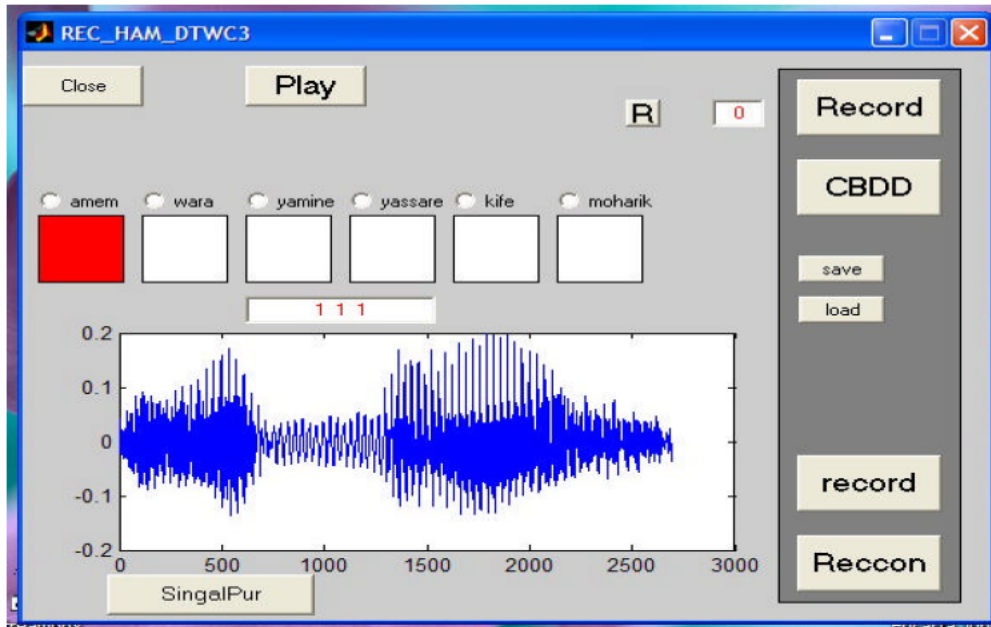 REC_HAM_DTWC3
Close
Play
R
0
Record
CBDD
amem wara yamine yassare kife moharik
save
load
1 1 1
0.2
0.1
0
-0.1
-0.2
0 500 1000 1500 2000 2500 3000
record
Reccon
SingalPur